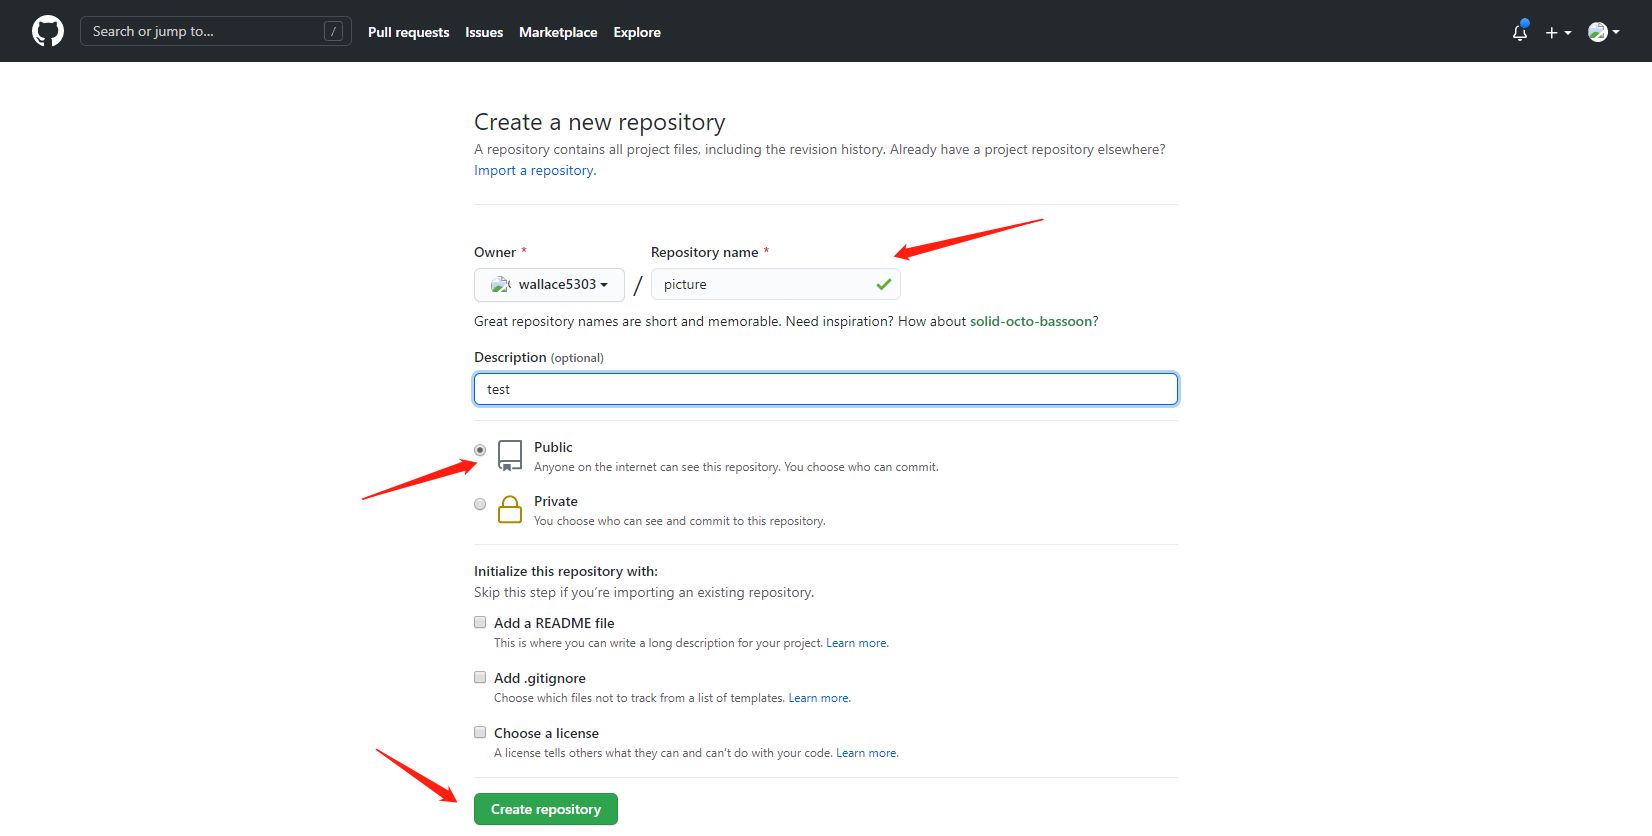 Search or jump to... /
Pull requests Issues Marketplace Explore
Create a new repository
A repository contains all project files, including the revision history. Already have a project repository elsewhere?
Import a repository.
Owner * Repository name *
wallace5303 / picture
Great repository names are short and memorable. Need inspiration? How about solid-octo-bassoon?
Description (optional)
test
Public
Anyone on the internet can see this repository. You choose who can commit.
Private
You choose who can see and commit to this repository.
Initialize this repository with:
Skip this step if you're importing an existing repository.
Add a README file
This is where you can write a long description for your project. Learn more.
Add .gitignore
Choose which files not to track from a list of templates. Learn more.
Choose a license
A license tells others what they can and can't do with your code. Learn more.
Create repository